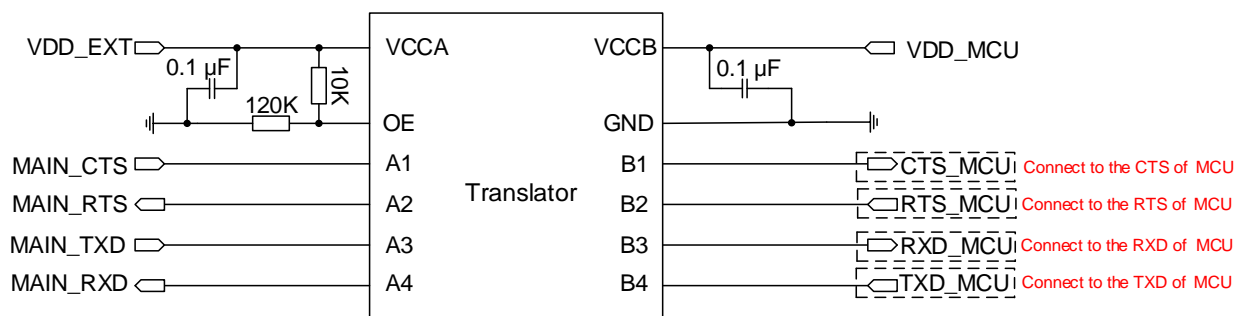 VDD_EXT VCCA VCCB VDD_MCU
0.1 µF 10K 0.1 µF
120K OE GND
MAIN_CTS A1 B1 CTS_MCU Connect to the CTS of MCU
Translator
MAIN_RTS A2 B2 RTS_MCU Connect to the RTS of MCU
MAIN_TXD A3 B3 RXD_MCU Connect to the RXD of MCU
MAIN_RXD A4 B4 TXD_MCU Connect to the TXD of MCU